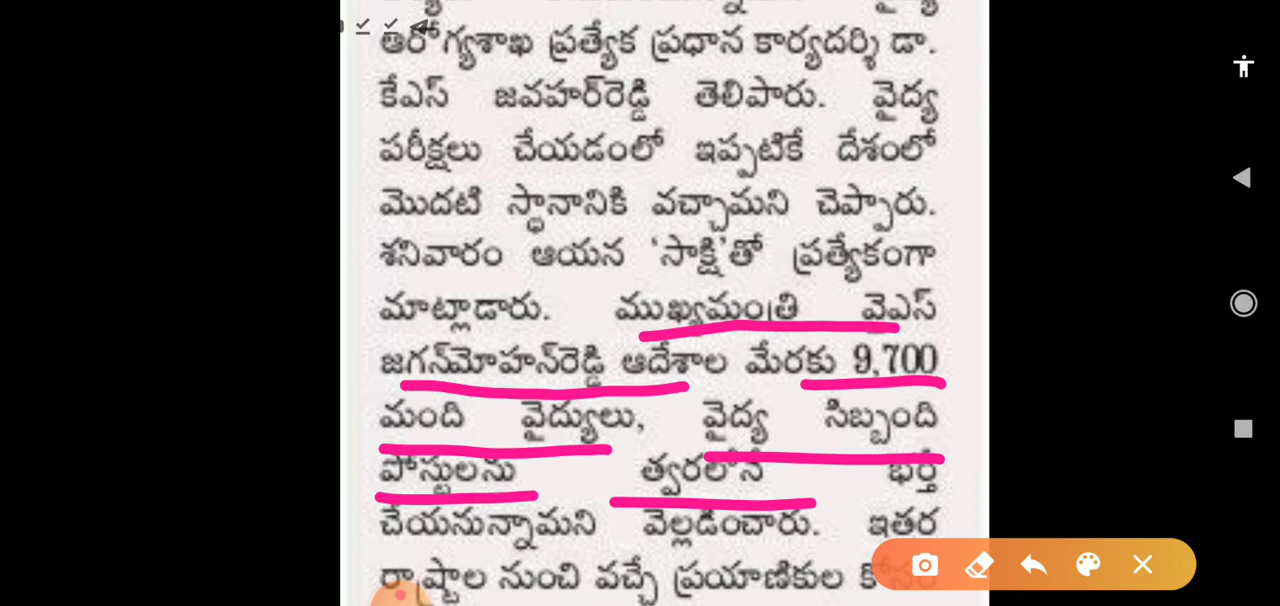 ఆరోగ్యశాఖ ప్రత్యేక ప్రధాన కార్యదర్శి డా.
కేఎస్ జవహర్‌రెడ్డి తెలిపారు. వైద్య
పరీక్షలు చేయడంలో ఇప్పటికే దేశంలో
మొదటి స్థానానికి వచ్చామని చెప్పారు.
శనివారం ఆయన ‘సాక్షి’తో ప్రత్యేకంగా
మాట్లాడారు. ముఖ్యమంత్రి వైఎస్
జగన్‌మోహన్‌రెడ్డి ఆదేశాల మేరకు 9,700
మంది వైద్యులు, వైద్య సిబ్బంది
పోస్టులను త్వరలోనే భర్తీ
చేయనున్నామని వెల్లడించారు. ఇతర
రాష్ట్రాల నుంచి వచ్చే ప్రయాణికుల కోసం